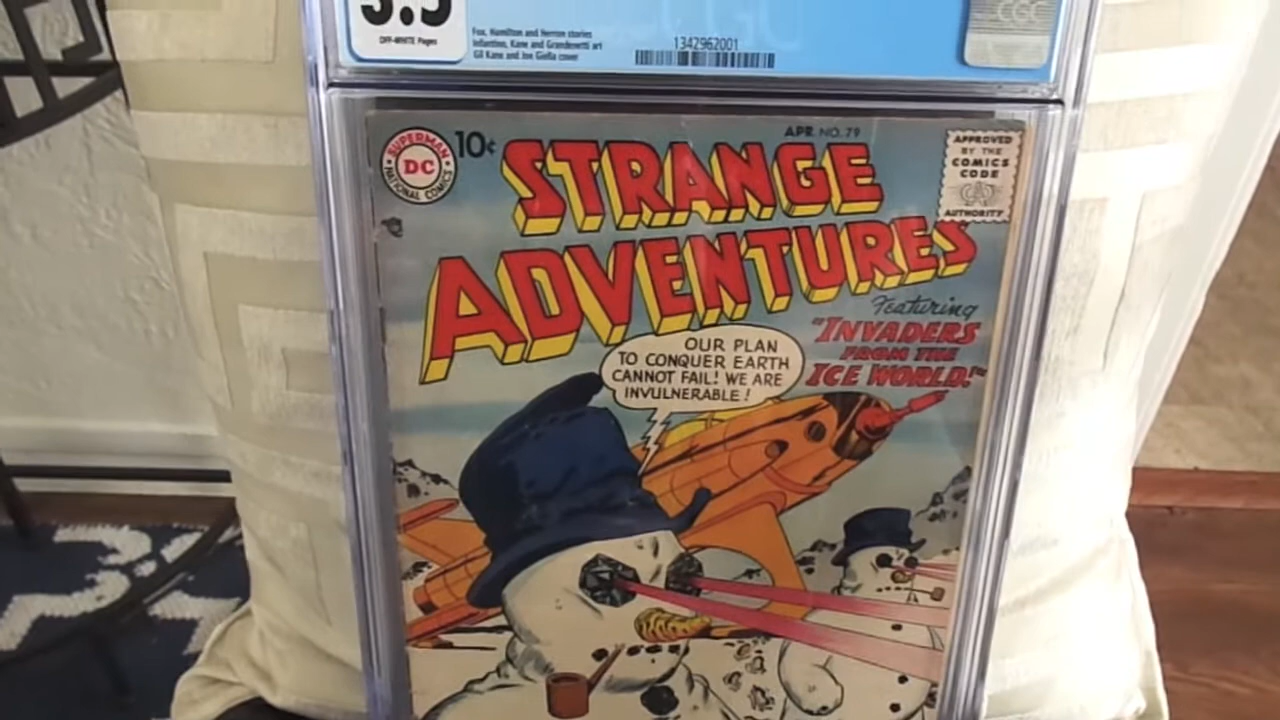 OFF-WHITE Pages
Fox, Hamilton and Herron stories
Infantino, Kane and Grandenetti art
Gil Kane and Joe Giella cover
1342962001
CGC
SUPERMAN
DC
NATIONAL COMICS
10¢
APR. NO. 79
APPROVED
BY THE
COMICS
CODE
AUTHORITY
STRANGE
ADVENTURES
Featuring
"INVADERS
FROM THE
ICE WORLD!"
OUR PLAN
TO CONQUER EARTH
CANNOT FAIL! WE ARE
INVULNERABLE!